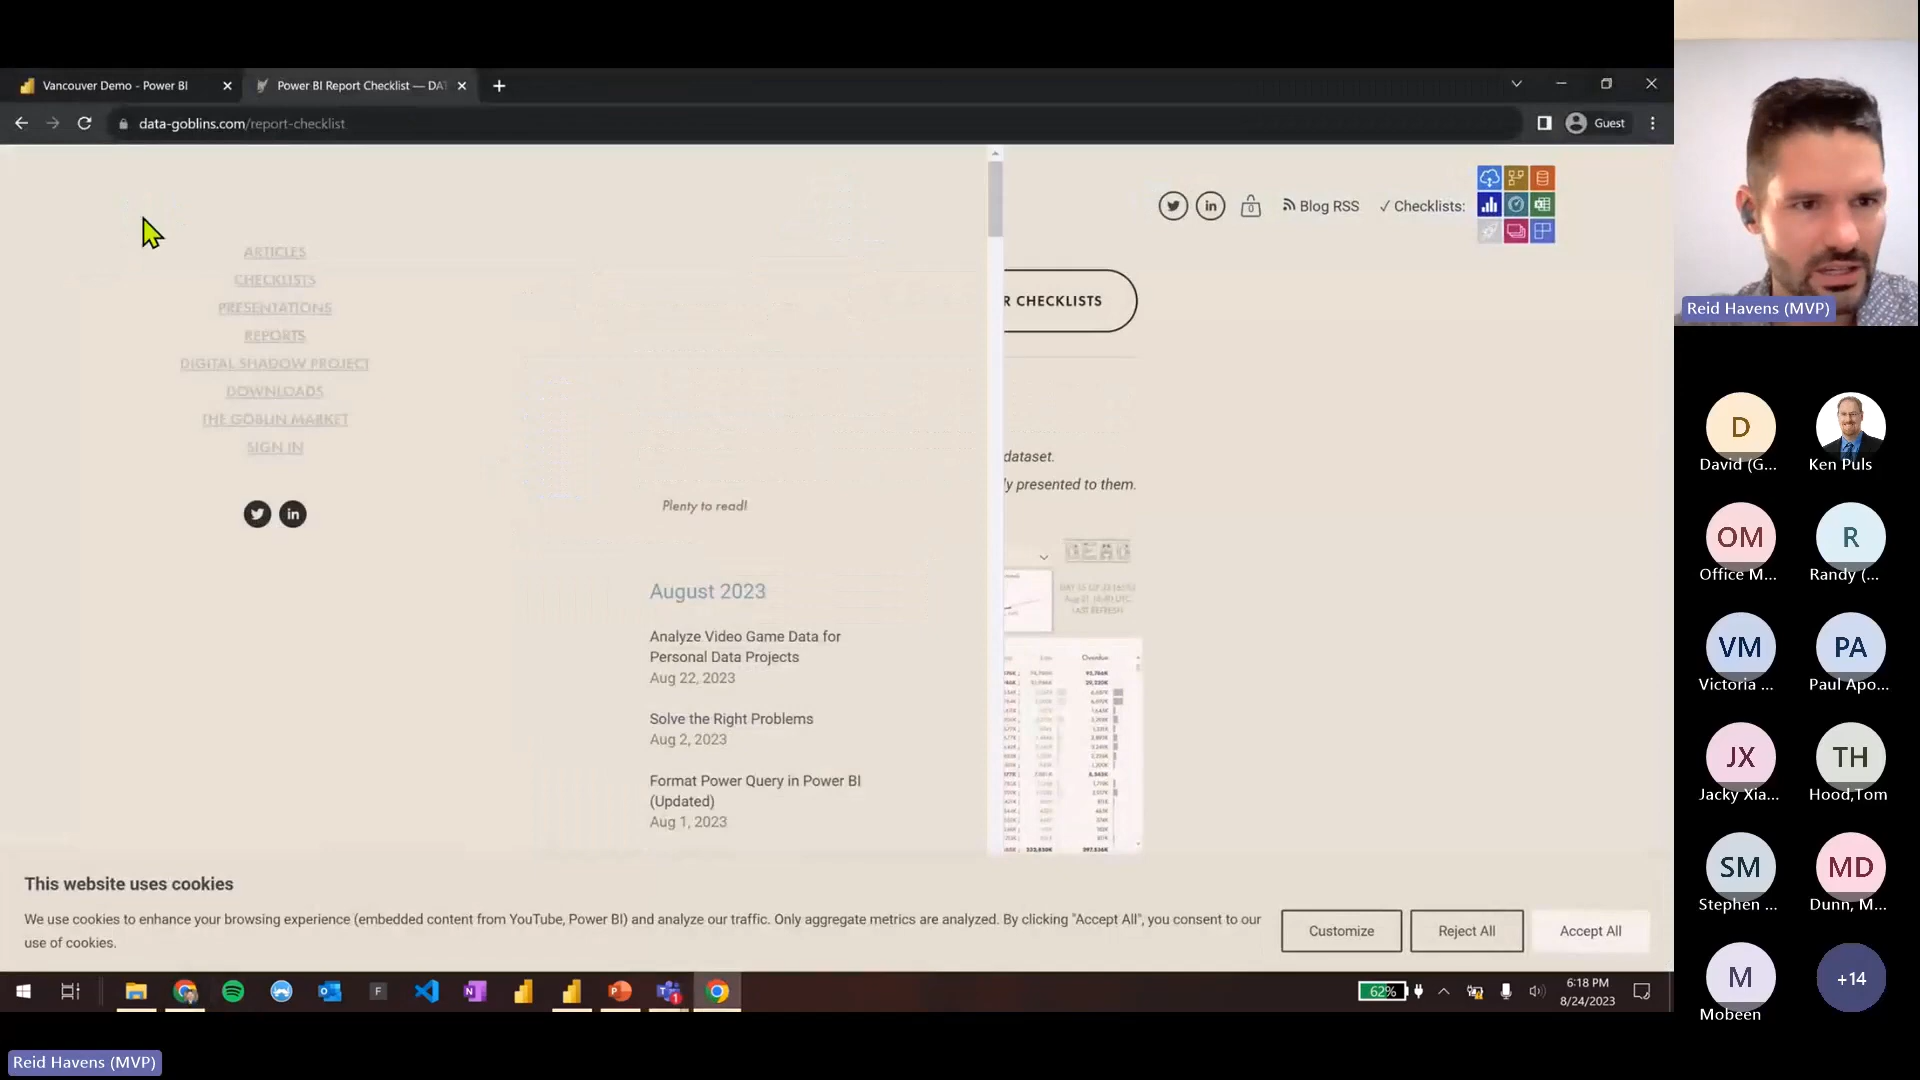 Vancouver Demo - Power BI
Power BI Report Checklist — DAT
data-goblins.com/report-checklist
Guest
ARTICLES
CHECKLISTS
PRESENTATIONS
REPORTS
DIGITAL SHADOW PROJECT
DOWNLOADS
THE GOBLIN MARKET
SIGN IN
Plenty to read!
August 2023
Analyze Video Game Data for
Personal Data Projects
Aug 22, 2023
Solve the Right Problems
Aug 2, 2023
Format Power Query in Power BI
(Updated)
Aug 1, 2023
0
Blog RSS
✓ Checklists:
R CHECKLISTS
dataset.
ly presented to them.
LAST REFRESH
Overdue
This website uses cookies
We use cookies to enhance your browsing experience (embedded content from YouTube, Power BI) and analyze our traffic. Only aggregate metrics are analyzed. By clicking "Accept All", you consent to our
use of cookies.
Customize
Reject All
Accept All
62%
6:18 PM
8/24/2023
Reid Havens (MVP)
Reid Havens (MVP)
D
David (G...
Ken Puls
OM
Office M...
R
Randy (...
VM
Victoria ...
PA
Paul Apo...
JX
Jacky Xia...
TH
Hood,Tom
SM
Stephen ...
MD
Dunn, M...
M
Mobeen
+14